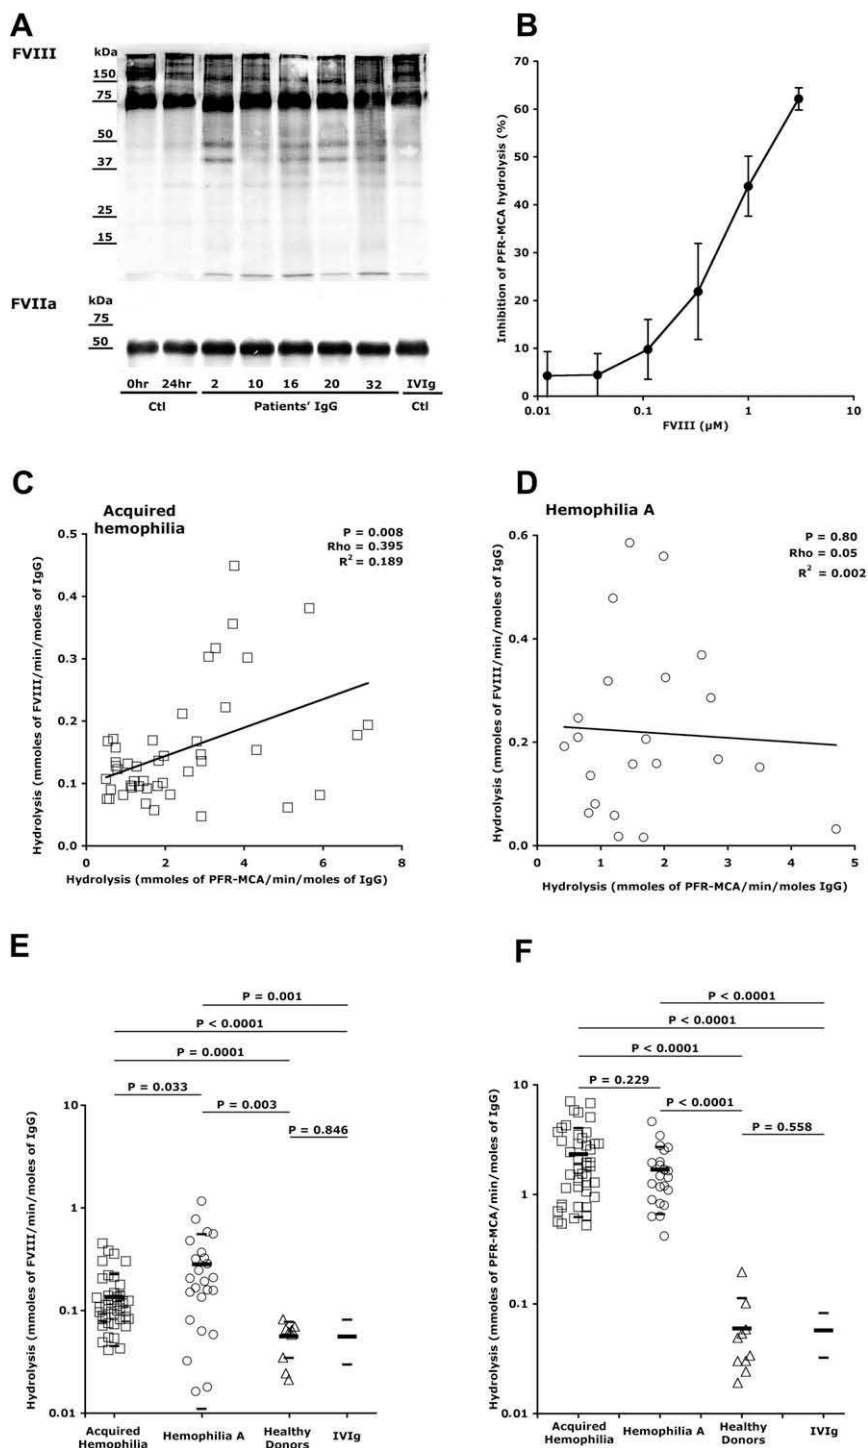 A
FVIII
kDa
150
75
50
37
25
15
FVIIa
kDa
75
50
0hr 24hr 2 10 16 20 32 IVIg
Ctl Patients' IgG Ctl
B
Inhibition of PFR-MCA hydrolysis (%)
70
60
50
40
30
20
10
0
0.01 0.1 1 10
FVIII (µM)
C
Acquired
hemophilia
P = 0.008
Rho = 0.395
R² = 0.189
Hydrolysis (mmoles of FVIII/min/moles of IgG)
0.5
0.4
0.3
0.2
0.1
0.0
0 2 4 6 8
Hydrolysis (mmoles of PFR-MCA/min/moles of IgG)
D
Hemophilia A
P = 0.80
Rho = 0.05
R² = 0.002
Hydrolysis (mmoles of FVIII/min/moles of IgG)
0.6
0.4
0.2
0.0
0 1 2 3 4 5
Hydrolysis (mmoles of PFR-MCA/min/moles IgG)
E
P = 0.001
P < 0.0001
P = 0.0001
P = 0.033
P = 0.003
P = 0.846
Hydrolysis (mmoles of FVIII/min/moles of IgG)
10
1
0.1
0.01
Acquired
Hemophilia
Hemophilia A
Healthy
Donors
IVIg
F
P < 0.0001
P < 0.0001
P < 0.0001
P = 0.229
P < 0.0001
P = 0.558
Hydrolysis (mmoles of PFR-MCA/min/moles of IgG)
10
1
0.1
0.01
Acquired
Hemophilia
Hemophilia A
Healthy
Donors
IVIg